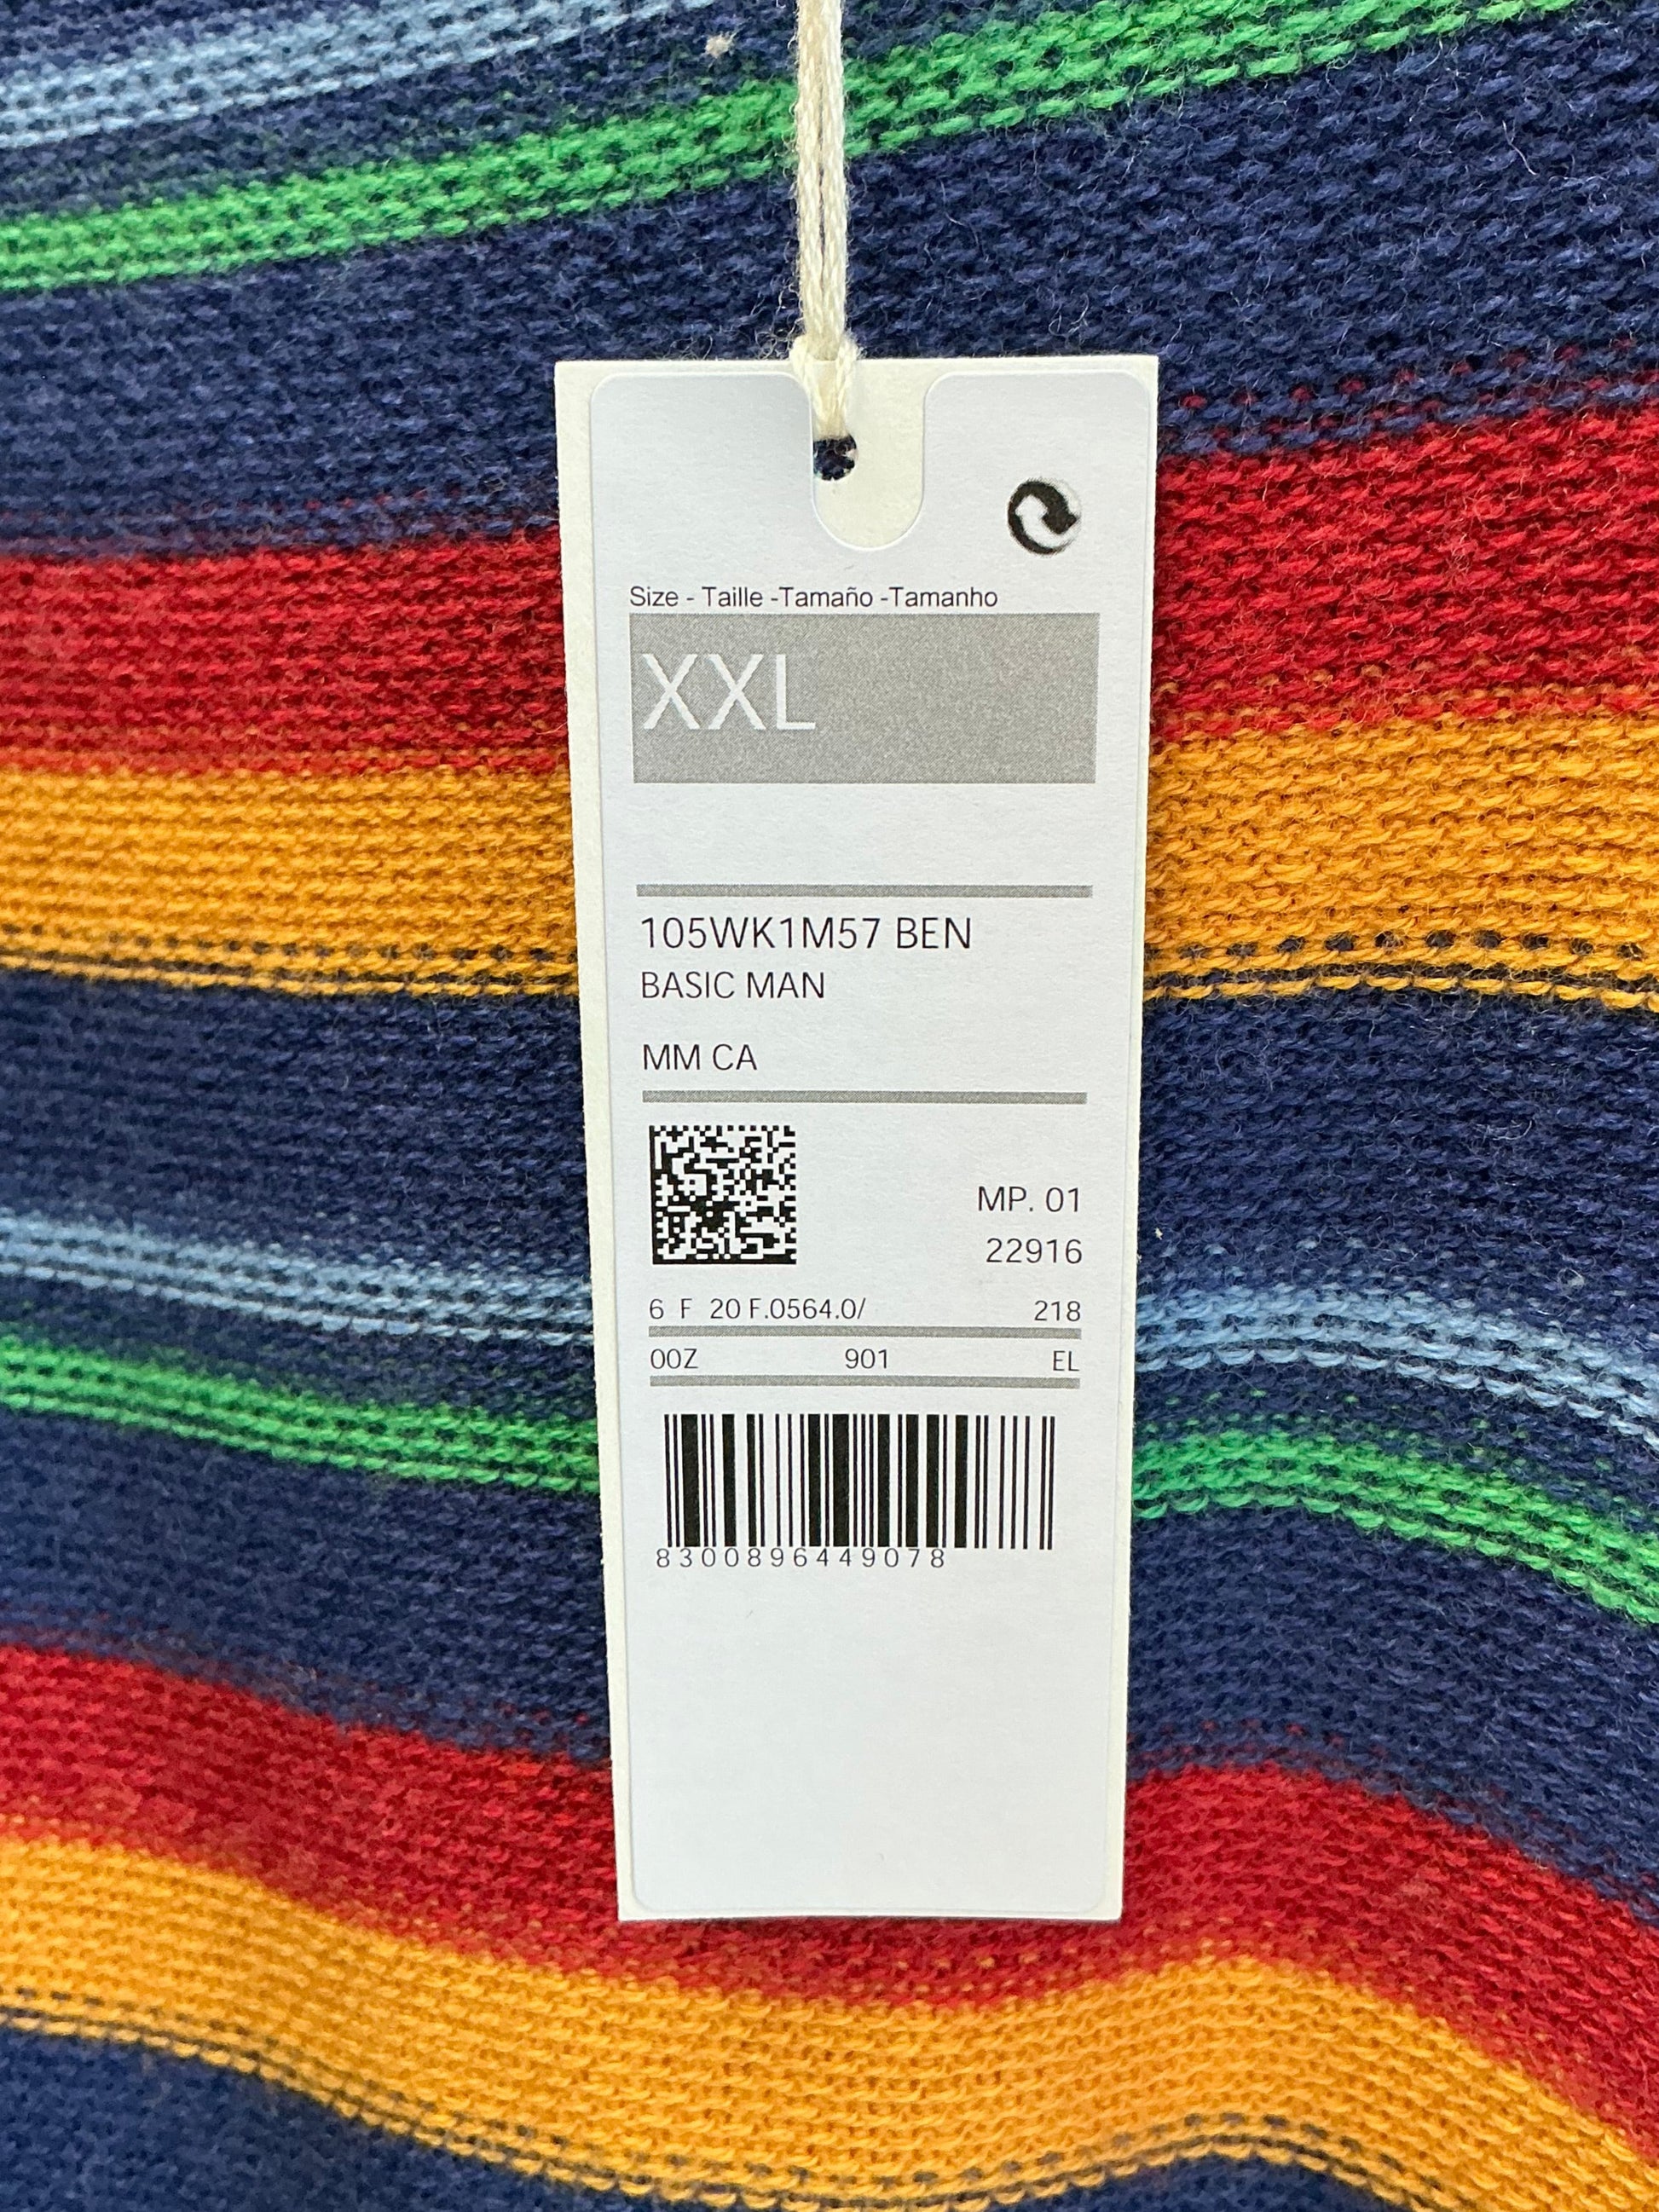 Size - Taille -Tamaño -Tamanho
XXL
105WK1M57 BEN
BASIC MAN
MM CA
MP. 01
22916
6 F 20 F.0564.0/ 218
00Z 901 EL
8300896449078